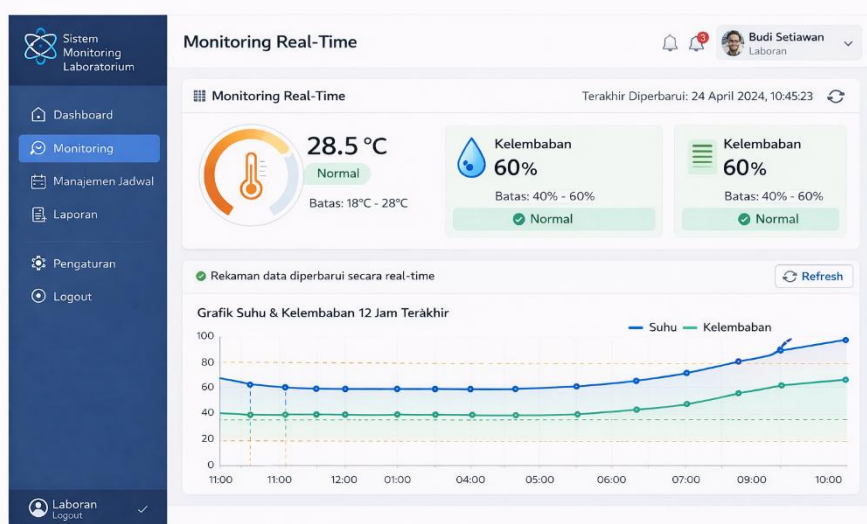 Sistem
Monitoring
Laboratorium
Dashboard
Monitoring
Manajemen Jadwal
Laporan
Pengaturan
Logout
Laboran
Logout
Monitoring Real-Time
3
Budi Setiawan
Laboran
Monitoring Real-Time
Terakhir Diperbarui: 24 April 2024, 10:45:23
28.5 °C
Normal
Batas: 18°C - 28°C
Kelembaban
60%
Batas: 40% - 60%
Normal
Kelembaban
60%
Batas: 40% - 60%
Normal
Rekaman data diperbarui secara real-time
Refresh
Grafik Suhu & Kelembaban 12 Jam Teràkhir
Suhu Kelembaban
100
80
60
40
20
0
11:00 11:00 12:00 01:00 04:00 05:00 06:00 07:00 09:00 10:00